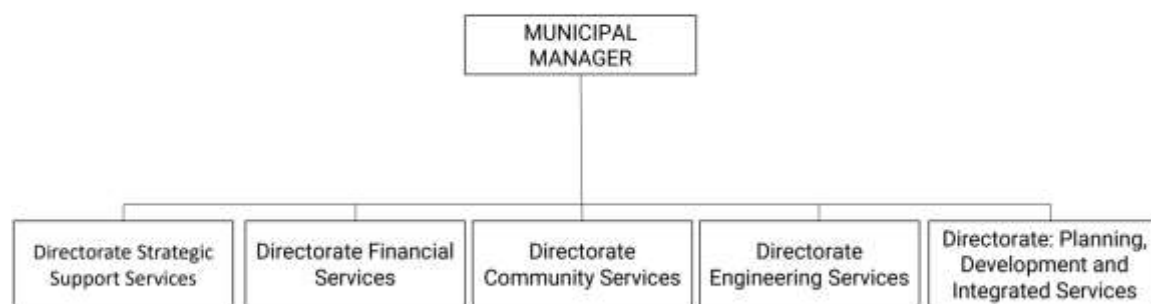 MUNICIPAL
MANAGER
Directorate Strategic
Support Services
Directorate Financial
Services
Directorate
Community Services
Directorate
Engineering Services
Directorate: Planning,
Development and
Integrated Services